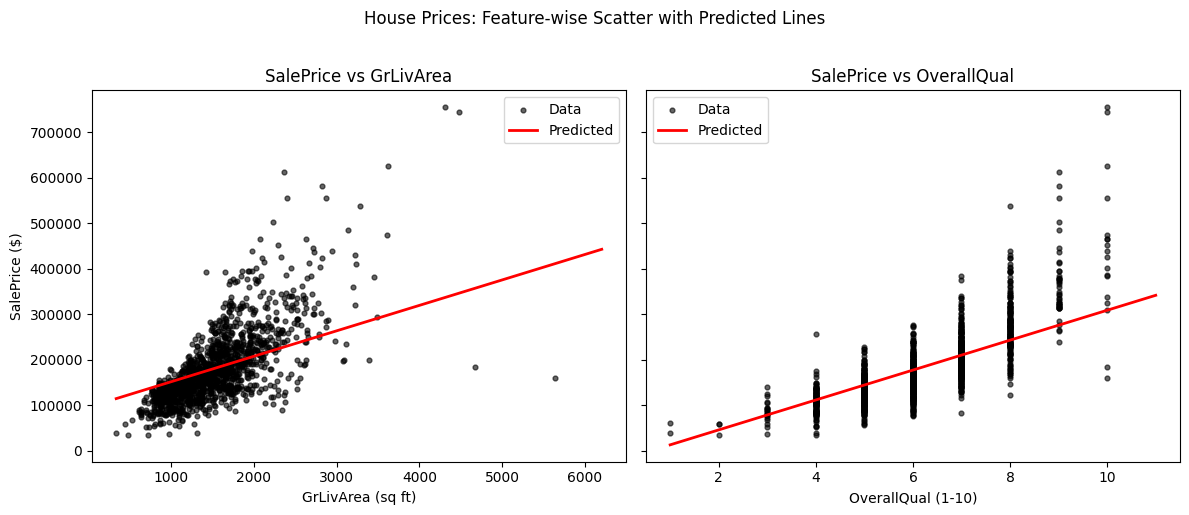 House Prices: Feature-wise Scatter with Predicted Lines
SalePrice vs GrLivArea
Data
Predicted
SalePrice ($)
700000
600000
500000
400000
300000
200000
100000
0
1000 2000 3000 4000 5000 6000
GrLivArea (sq ft)
SalePrice vs OverallQual
Data
Predicted
2 4 6 8 10
OverallQual (1-10)